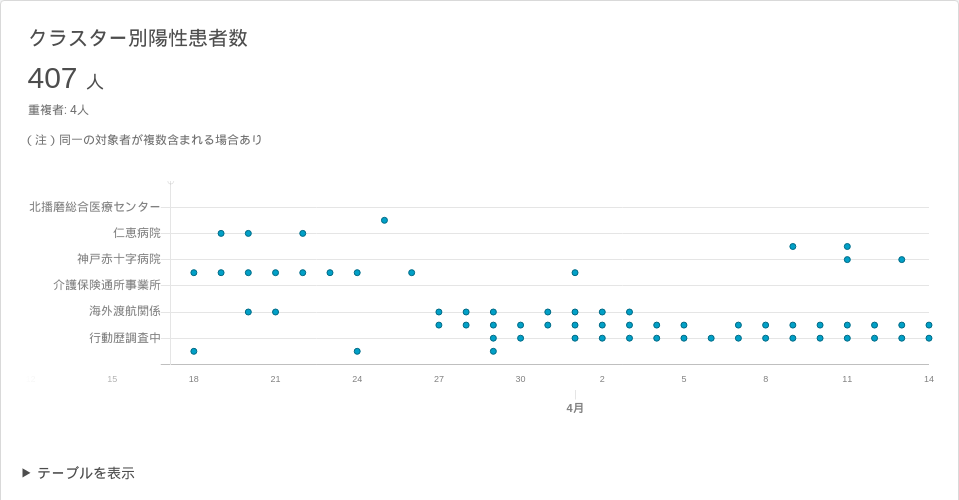 クラスター別陽性患者数
407 人
重複者: 4人
( 注 ) 同一の対象者が複数含まれる場合あり
北播磨総合医療センター
仁恵病院
神戸赤十字病院
介護保険通所事業所
海外渡航関係
行動歴調査中
15 18 21 24 27 30 2 5 8 11 14
4月
▶ テーブルを表示